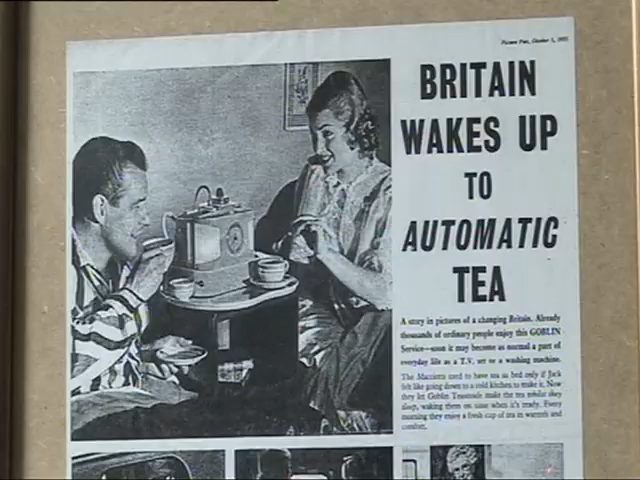 Picture Post, October 1, 1955
BRITAIN
WAKES UP
TO
AUTOMATIC
TEA
A story in pictures of a changing Britain. Already
thousands of ordinary people enjoy this GOBLIN
Service—soon it may become as normal a part of
everyday life as a T.V. set or a washing machine.
The Marriotts used to have tea in bed only if Jack
felt like going down to a cold kitchen to make it. Now
they let Goblin Teasmade make the tea whilst they
sleep, waking them on time when it's ready. Every
morning they enjoy a fresh cup of tea in warmth and
comfort.